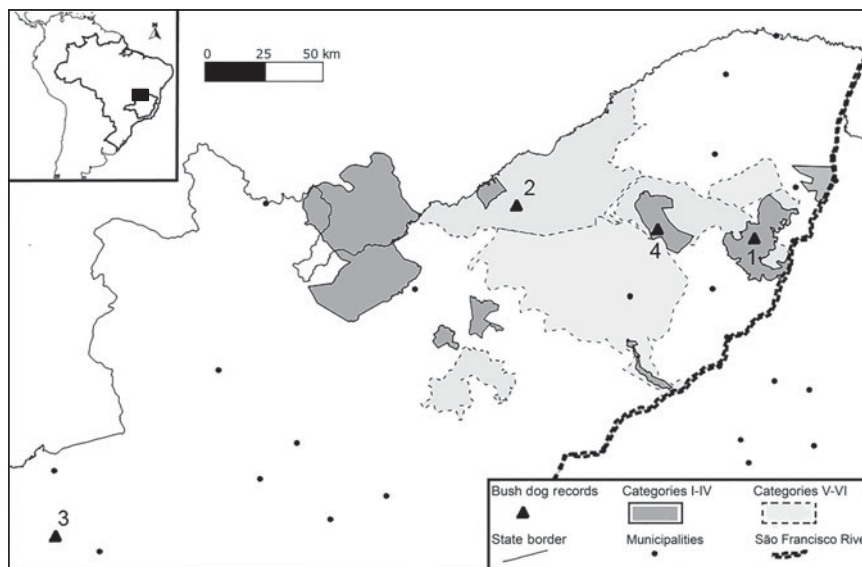 N
0 25 50 km
2
4
1
3
Bush dog records Categories I-IV Categories V-VI
State border Municipalities São Francisco River